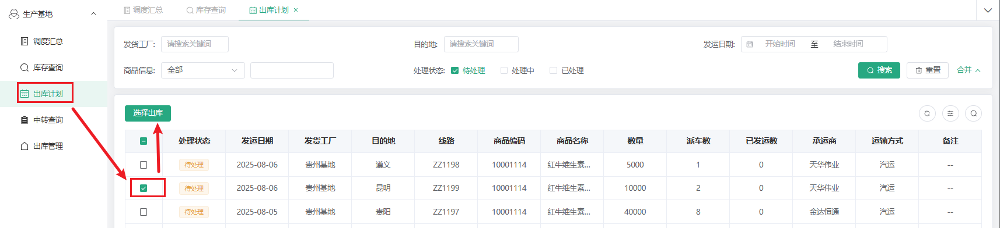 生产基地
调度汇总
库存查询
出库计划
中转查询
出库管理
调度汇总 库存查询 出库计划 ×
发货工厂: 请搜索关键词 目的地: 请搜索关键词 发运日期: 开始时间 至 结束时间
商品信息: 全部 处理状态: 待处理 处理中 已处理 搜索 重置 合并
选择出库
处理状态 发运日期 发货工厂 目的地 线路 商品编码 商品名称 数量 派车数 已发运数 承运商 运输方式 备注
待处理 2025-08-06 贵州基地 遵义 ZZ1198 10001114 红牛维生素... 5000 1 0 天华伟业 汽运 --
待处理 2025-08-06 贵州基地 昆明 ZZ1199 10001114 红牛维生素... 10000 2 0 天华伟业 汽运 --
待处理 2025-08-05 贵州基地 贵阳 ZZ1197 10001114 红牛维生素... 40000 8 0 金达恒通 汽运 --